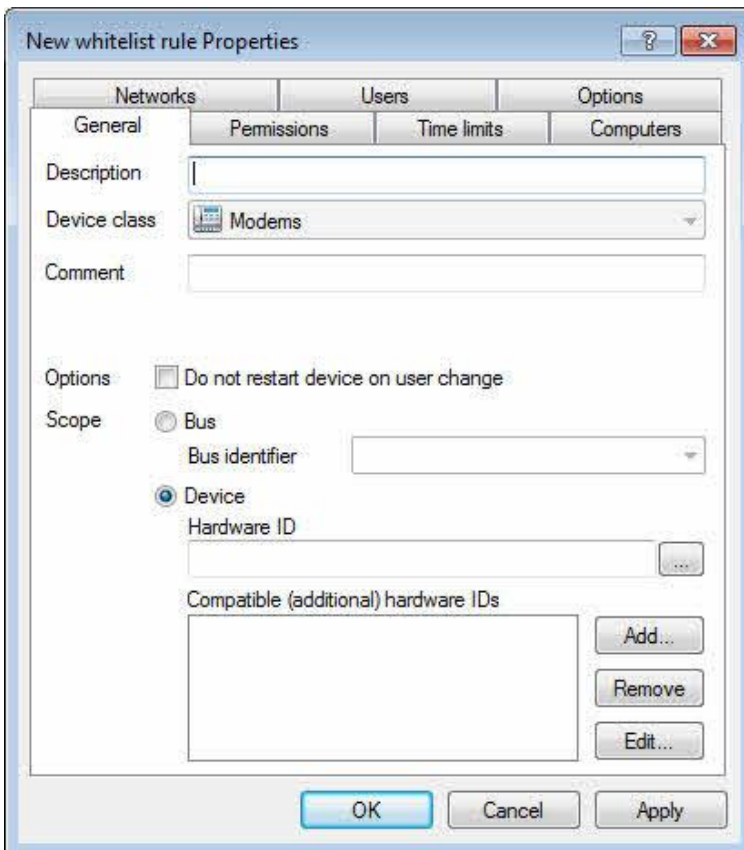 New whitelist rule Properties
Networks Users Options
General Permissions Time limits Computers
Description
Device class Modems
Comment
Options Do not restart device on user change
Scope Bus
Bus identifier
Device
Hardware ID
...
Compatible (additional) hardware IDs
Add...
Remove
Edit...
OK Cancel Apply